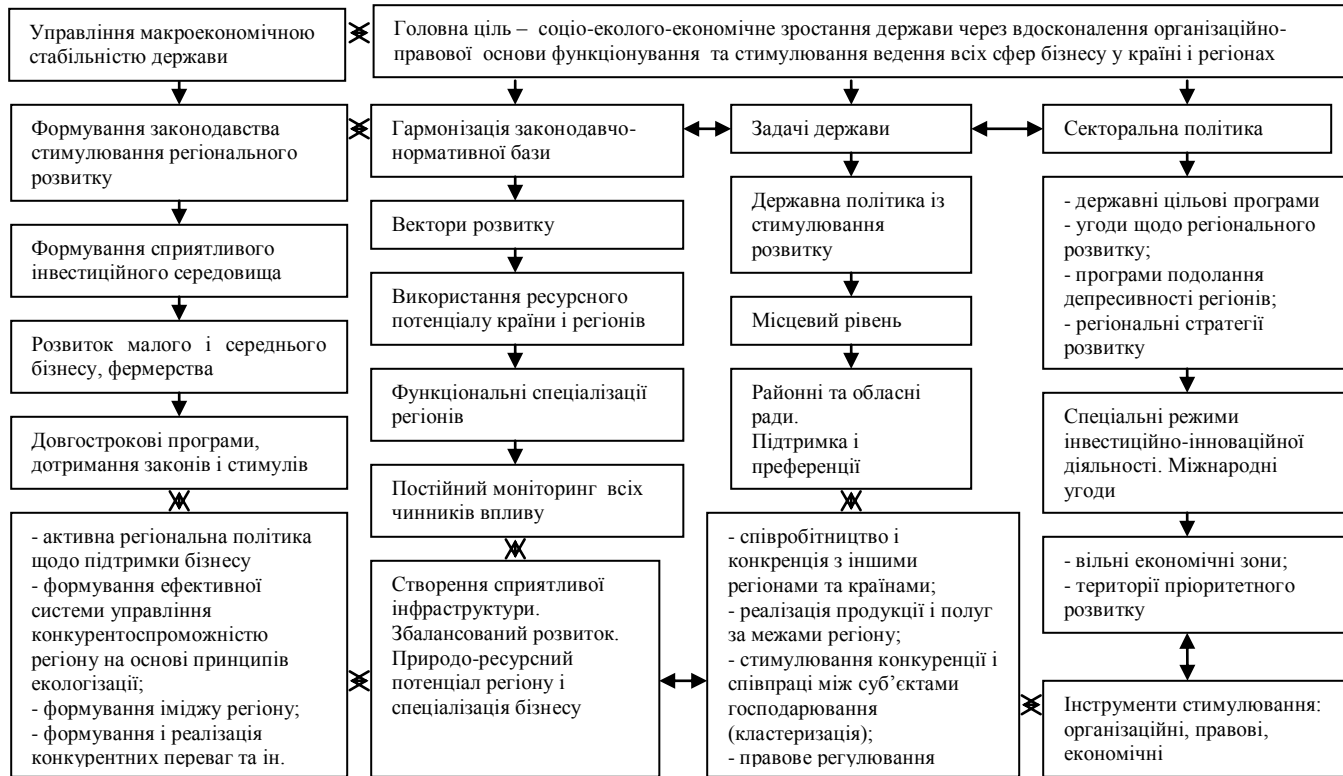 Управління макроекономічною
стабільністю держави
Головна ціль – соціо-еколого-економічне зростання держави через вдосконалення організаційно-
правової основи функціонування та стимулювання ведення всіх сфер бізнесу у країні і регіонах
Формування законодавства
стимулювання регіонального
розвитку
Формування сприятливого
інвестиційного середовища
Розвиток малого і середнього
бізнесу, фермерства
Довгострокові програми,
дотримання законів і стимулів
- активна регіональна політика
щодо підтримки бізнесу
- формування ефективної
системи управління
конкурентоспроможністю
регіону на основі принципів
екологізації;
- формування іміджу регіону;
- формування і реалізація
конкурентних переваг та ін.
Гармонізація законодавчо-
нормативної бази
Вектори розвитку
Використання ресурсного
потенціалу країни і регіонів
Функціональні спеціалізації
регіонів
Постійний моніторинг всіх
чинників впливу
Створення сприятливої
інфраструктури.
Збалансований розвиток.
Природо-ресурсний
потенціал регіону і
спеціалізація бізнесу
Задачі держави
Державна політика із
стимулювання
розвитку
Місцевий рівень
Районні та обласні
ради.
Підтримка і
преференції
- співробітництво і
конкренція з іншими
регіонами та країнами;
- реалізація продукції і полуг
за межами регіону;
- стимулювання конкуренції і
співпраці між суб’єктами
господарювання
(кластеризація);
- правове регулювання
Секторальна політика
- державні цільові програми
- угоди щодо регіонального
розвитку;
- програми подолання
депресивності регіонів;
- регіональні стратегії
розвитку
Спеціальні режими
інвестиційно-інноваційної
діяльності. Міжнародні
угоди
- вільні економічні зони;
- території пріоритетного
розвитку
Інструменти стимулювання:
організаційні, правові,
економічні